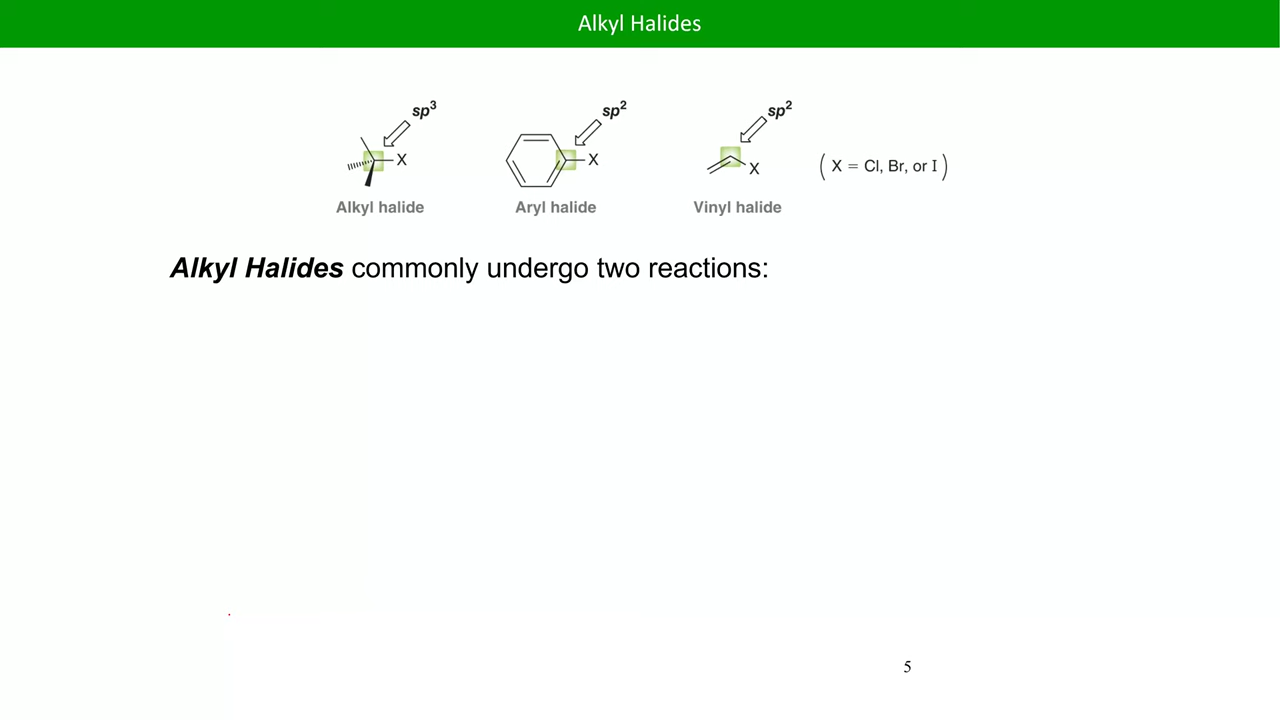 Alkyl Halides
sp³ sp² sp²
X X X ( X = Cl, Br, or I )
Alkyl halide Aryl halide Vinyl halide
Alkyl Halides commonly undergo two reactions:
5